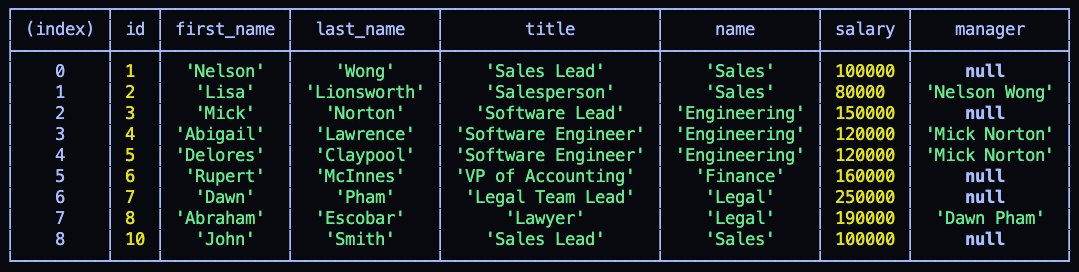 (index) id first_name last_name title name salary manager
0 1 'Nelson' 'Wong' 'Sales Lead' 'Sales' 100000 null
1 2 'Lisa' 'Lionsworth' 'Salesperson' 'Sales' 80000 'Nelson Wong'
2 3 'Mick' 'Norton' 'Software Lead' 'Engineering' 150000 null
3 4 'Abigail' 'Lawrence' 'Software Engineer' 'Engineering' 120000 'Mick Norton'
4 5 'Delores' 'Claypool' 'Software Engineer' 'Engineering' 120000 'Mick Norton'
5 6 'Rupert' 'McInnes' 'VP of Accounting' 'Finance' 160000 null
6 7 'Dawn' 'Pham' 'Legal Team Lead' 'Legal' 250000 null
7 8 'Abraham' 'Escobar' 'Lawyer' 'Legal' 190000 'Dawn Pham'
8 10 'John' 'Smith' 'Sales Lead' 'Sales' 100000 null